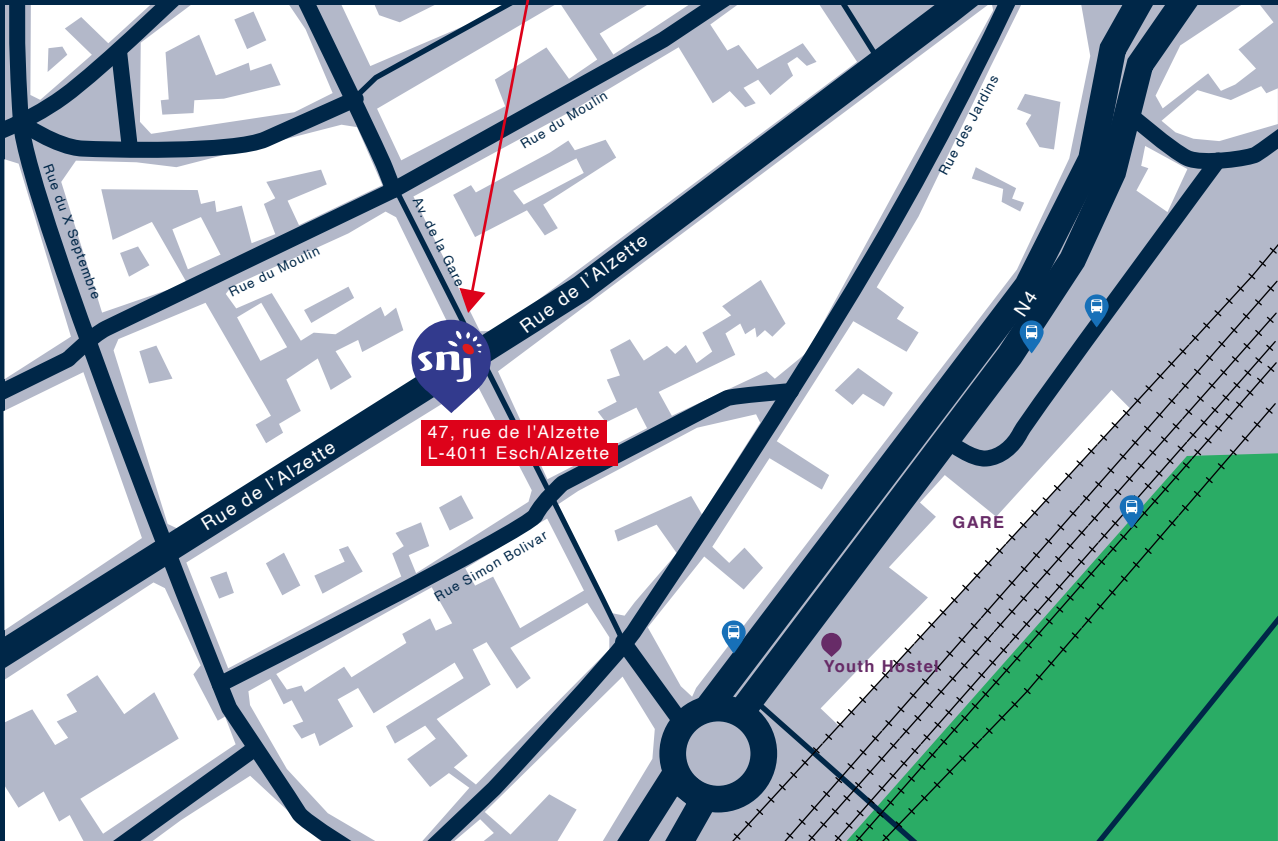 Rue du Moulin
Rue des Jardins
Rue du X Septembre
Av. de la Gare
Rue du Moulin
Rue de l'Alzette
N4
snj
47, rue de l'Alzette
L-4011 Esch/Alzette
Rue de l'Alzette
GARE
Rue Simon Bolivar
Youth Hostel